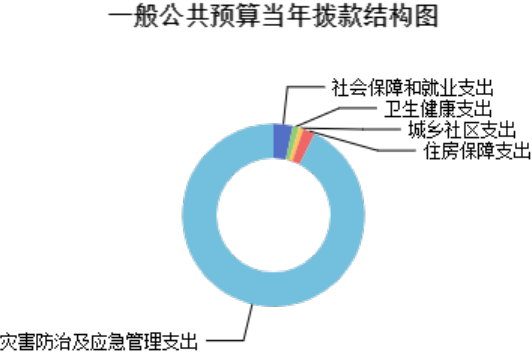 一般公共预算当年拨款结构图
社会保障和就业支出
卫生健康支出
城乡社区支出
住房保障支出
灾害防治及应急管理支出